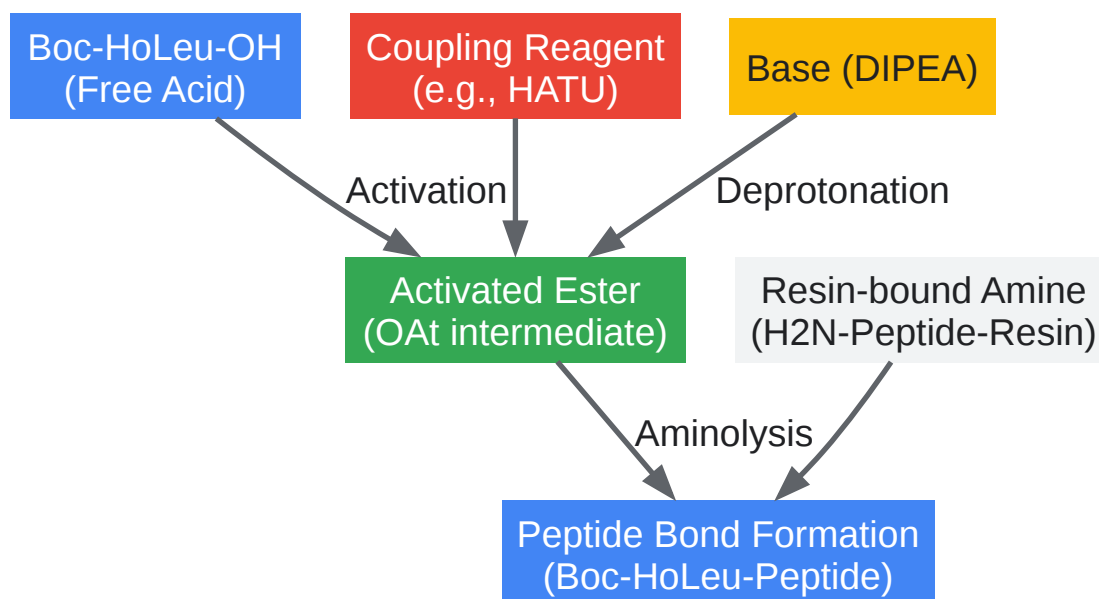 Boc-HoLeu-OH
(Free Acid)
Coupling Reagent
(e.g., HATU)
Base (DIPEA)
Activation
Deprotonation
Activated Ester
(OAt intermediate)
Resin-bound Amine
(H2N-Peptide-Resin)
Aminolysis
Peptide Bond Formation
(Boc-HoLeu-Peptide)